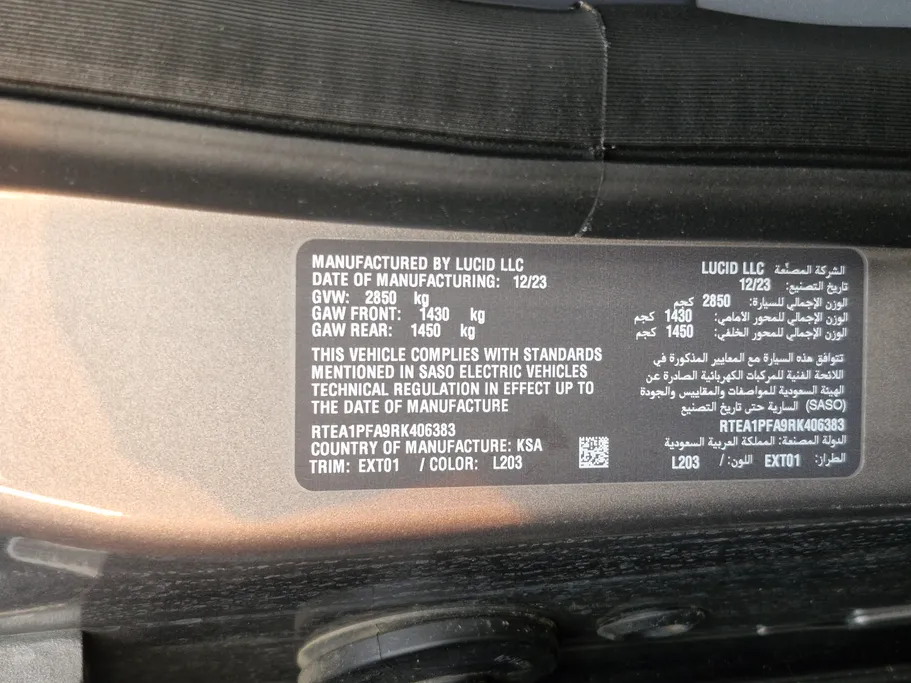 MANUFACTURED BY LUCID LLC
DATE OF MANUFACTURING: 12/23
GVW: 2850 kg
GAW FRONT: 1430 kg
GAW REAR: 1450 kg
THIS VEHICLE COMPLIES WITH STANDARDS
MENTIONED IN SASO ELECTRIC VEHICLES
TECHNICAL REGULATION IN EFFECT UP TO
THE DATE OF MANUFACTURE
RTEA1PFA9RK406383
COUNTRY OF MANUFACTURE: KSA
TRIM: EXT01 / COLOR: L203
الشركة المصنّعة LUCID LLC
تاريخ التصنيع: 12/23
الوزن الإجمالي للسيارة: 2850 كجم
الوزن الإجمالي للمحور الامامي: 1430 كجم
الوزن الإجمالي للمحور الخلفي: 1450 كجم
تتوافق هذه السيارة مع المعايير المذكورة في
اللائحة الفنية للمركبات الكهربائية الصادرة عن
الهيئة السعودية للمواصفات والمقاييس والجودة
(SASO) السارية حتى تاريخ التصنيع
RTEA1PFA9RK406383
الدولة المصنعة: المملكة العربية السعودية
الطراز: EXT01 / اللون: L203